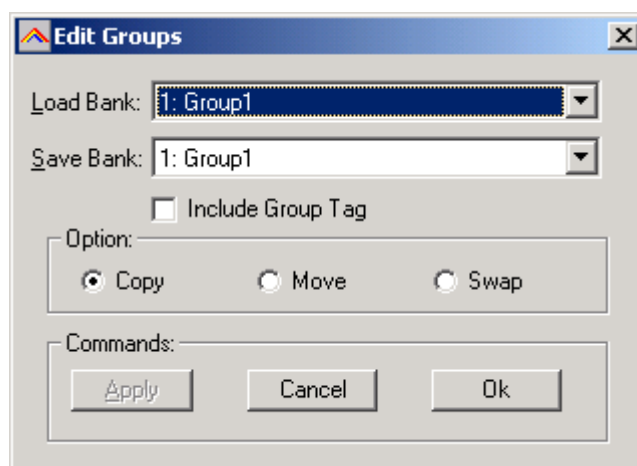 Edit Groups
Load Bank: 1: Group1
Save Bank: 1: Group1
Include Group Tag
Option:
Copy Move Swap
Commands:
Apply Cancel Ok